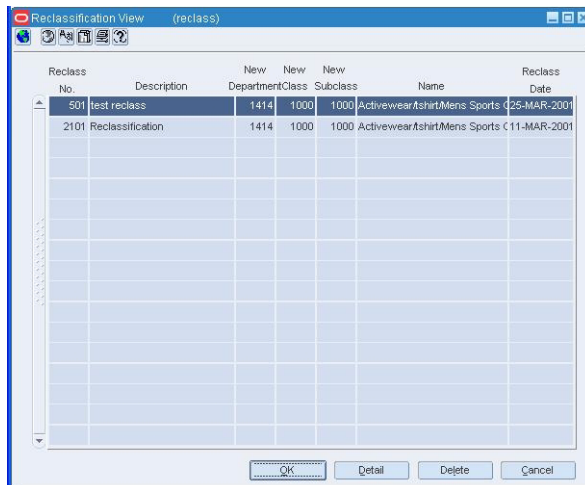 Reclassification View (reclass)
Reclass No. Description New Department New Class New Subclass Name Reclass Date
501 test reclass 1414 1000 1000 Activewear/tshirt/Mens Sports C 25-MAR-2001
2101 Reclassification 1414 1000 1000 Activewear/tshirt/Mens Sports C 11-MAR-2001
OK Detail Delete Cancel